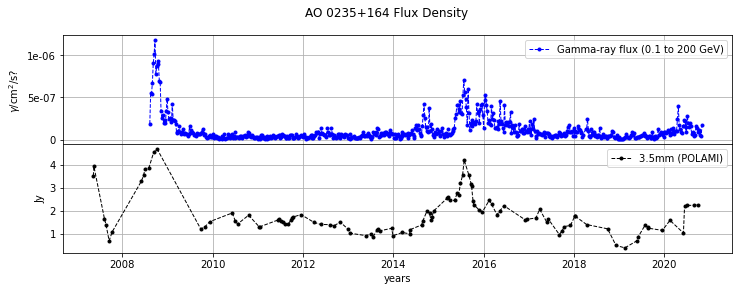 AO 0235+164 Flux Density
Gamma-ray flux (0.1 to 200 GeV)
1e-06
5e-07
0
γ/cm²/s?
3.5mm (POLAMI)
4
3
2
1
Jy
2008 2010 2012 2014 2016 2018 2020
years